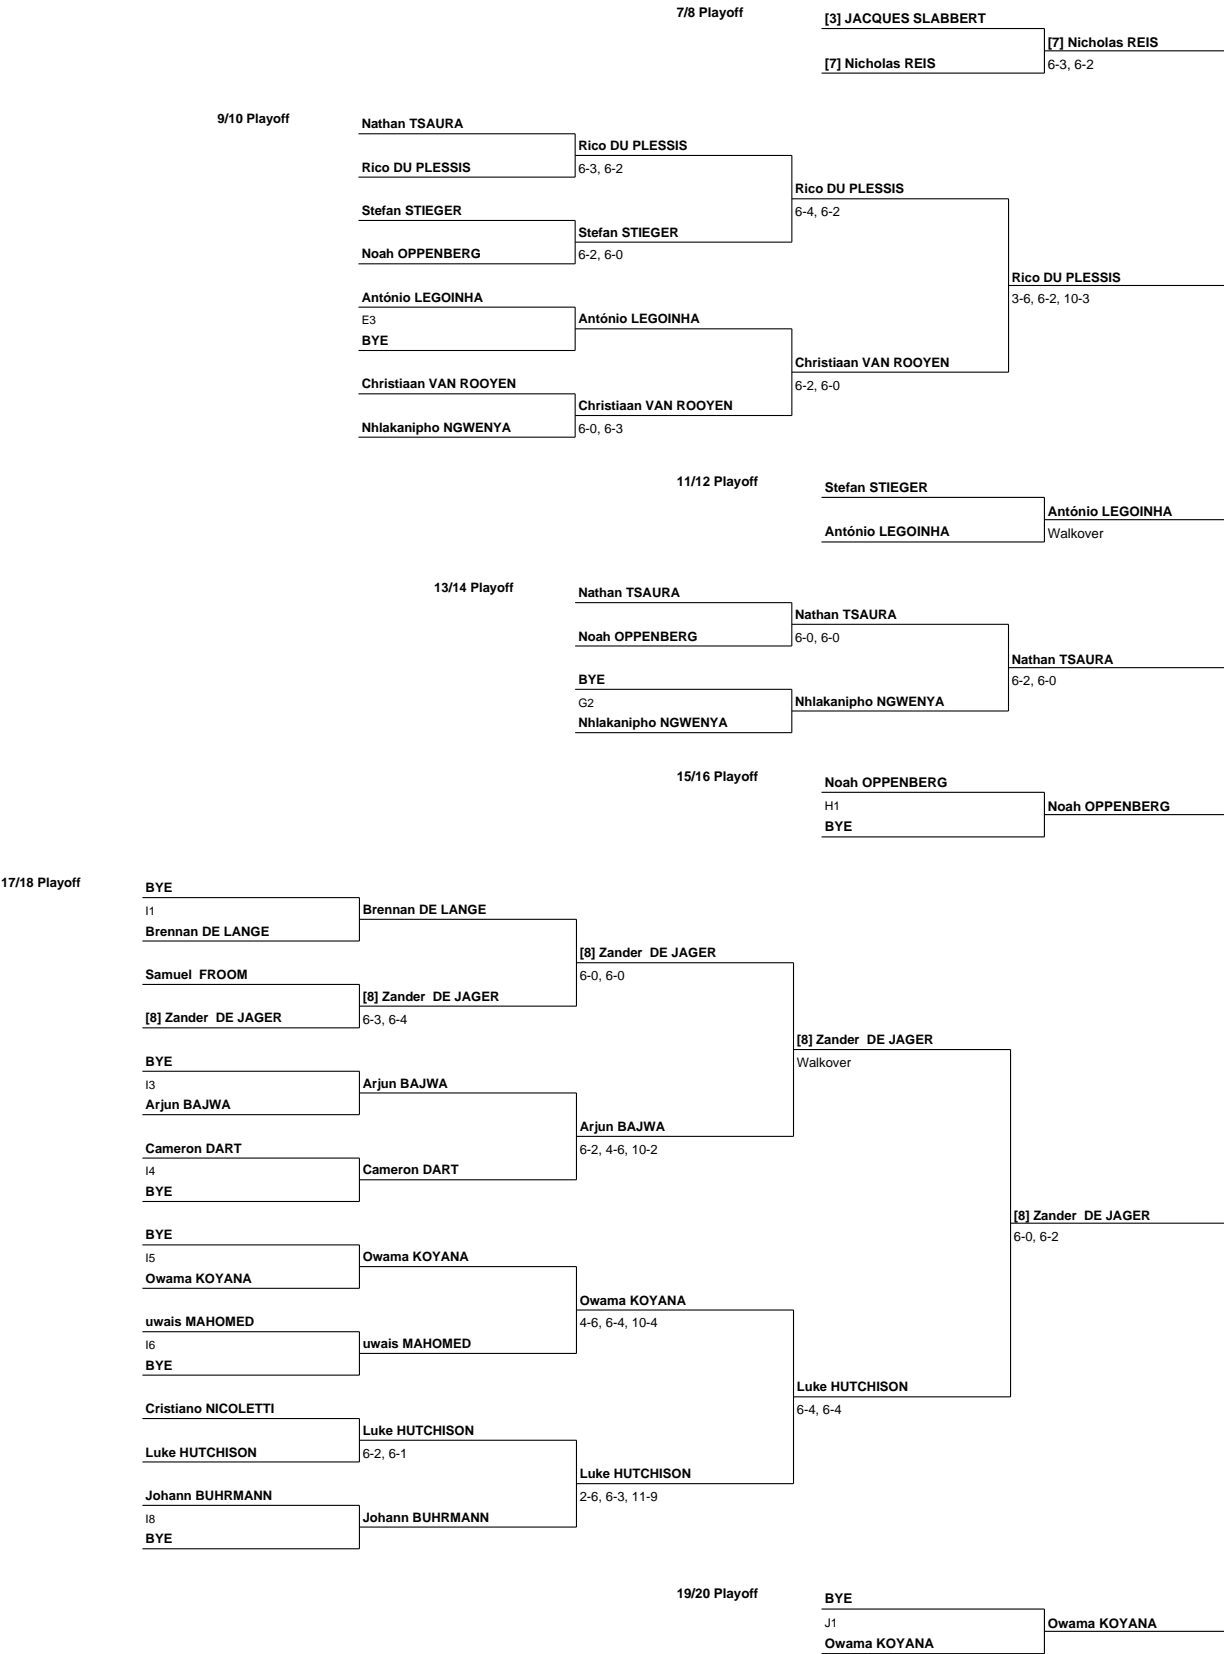 7/8 Playoff
[3] JACQUES SLABBERT
[7] Nicholas REIS
[7] Nicholas REIS
6-3, 6-2
9/10 Playoff
Nathan TSAURA
Rico DU PLESSIS
Rico DU PLESSIS
6-3, 6-2
Rico DU PLESSIS
6-4, 6-2
Stefan STIEGER
Stefan STIEGER
Noah OPPENBERG
6-2, 6-0
Rico DU PLESSIS
3-6, 6-2, 10-3
António LEGOINHA
E3
António LEGOINHA
BYE
Christiaan VAN ROOYEN
6-2, 6-0
Christiaan VAN ROOYEN
Christiaan VAN ROOYEN
Nhlakanipho NGWENYA
6-0, 6-3
11/12 Playoff
Stefan STIEGER
António LEGOINHA
António LEGOINHA
Walkover
13/14 Playoff
Nathan TSAURA
Nathan TSAURA
Noah OPPENBERG
6-0, 6-0
Nathan TSAURA
6-2, 6-0
BYE
G2
Nhlakanipho NGWENYA
Nhlakanipho NGWENYA
15/16 Playoff
Noah OPPENBERG
H1
Noah OPPENBERG
BYE
17/18 Playoff
BYE
I1
Brennan DE LANGE
Brennan DE LANGE
[8] Zander  DE JAGER
6-0, 6-0
Samuel  FROOM
[8] Zander  DE JAGER
[8] Zander  DE JAGER
6-3, 6-4
[8] Zander  DE JAGER
Walkover
BYE
I3
Arjun BAJWA
Arjun BAJWA
Arjun BAJWA
6-2, 4-6, 10-2
Cameron DART
I4
Cameron DART
BYE
[8] Zander  DE JAGER
6-0, 6-2
BYE
I5
Owama KOYANA
Owama KOYANA
Owama KOYANA
4-6, 6-4, 10-4
uwais MAHOMED
I6
uwais MAHOMED
BYE
Luke HUTCHISON
6-4, 6-4
Cristiano NICOLETTI
Luke HUTCHISON
Luke HUTCHISON
6-2, 6-1
Luke HUTCHISON
2-6, 6-3, 11-9
Johann BUHRMANN
I8
Johann BUHRMANN
BYE
19/20 Playoff
BYE
J1
Owama KOYANA
Owama KOYANA